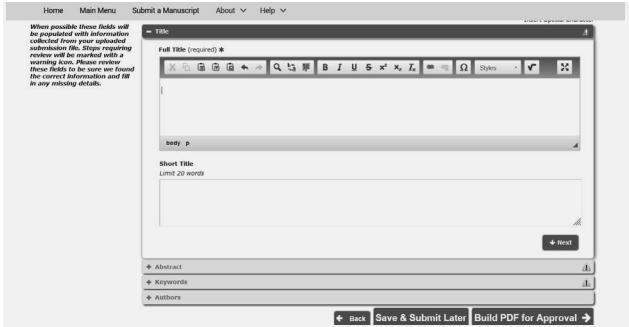 Home Main Menu Submit a Manuscript About Help
When possible these fields will
be populated with information
collected from your uploaded
submission file. Steps requiring
review will be marked with a
warning icon. Please review
these fields to be sure we found
the correct information and fill
in any missing details.
Insert Special Character
Title
Full Title (required) *
B I U S x² xₓ Iₓ Ω Styles
body p
Short Title
Limit 20 words
Next
+ Abstract
+ Keywords
+ Authors
Back Save & Submit Later Build PDF for Approval